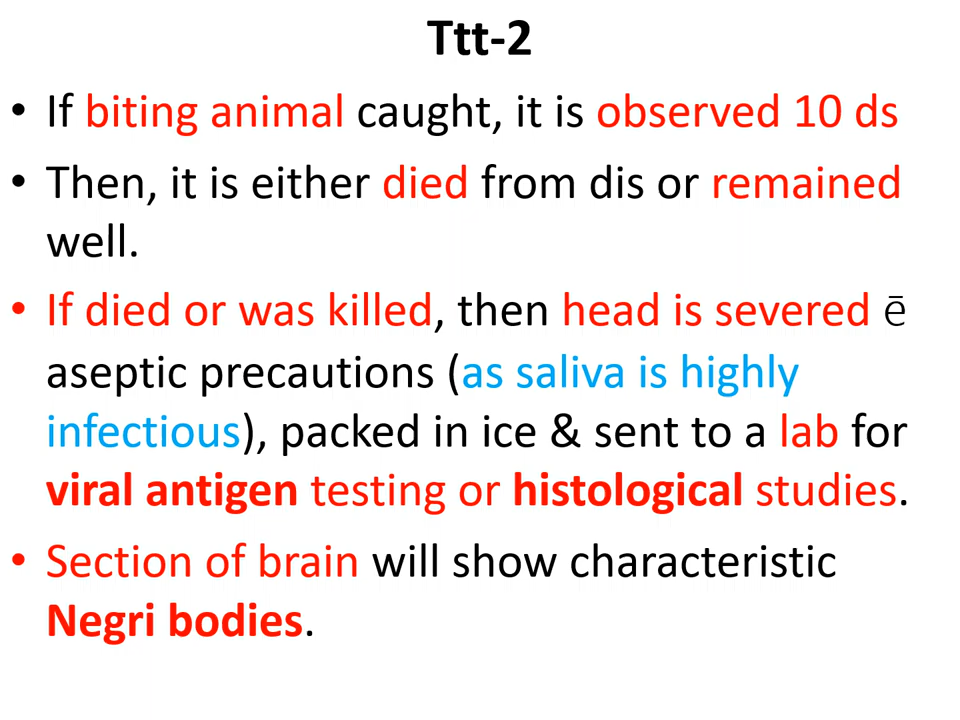 Ttt-2
• If biting animal caught, it is observed 10 ds
• Then, it is either died from dis or remained
well.
• If died or was killed, then head is severed ē
aseptic precautions (as saliva is highly
infectious), packed in ice & sent to a lab for
viral antigen testing or histological studies.
• Section of brain will show characteristic
Negri bodies.